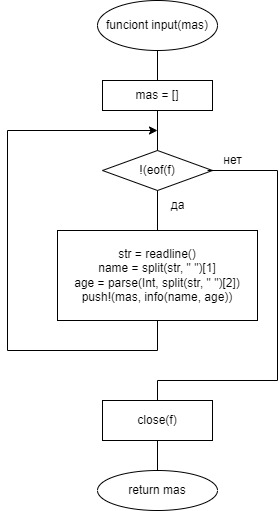 funciont input(mas)
mas = []
!(eof(f)
нет
да
str = readline()
name = split(str, " ")[1]
age = parse(Int, split(str, " ")[2])
push!(mas, info(name, age))
close(f)
return mas